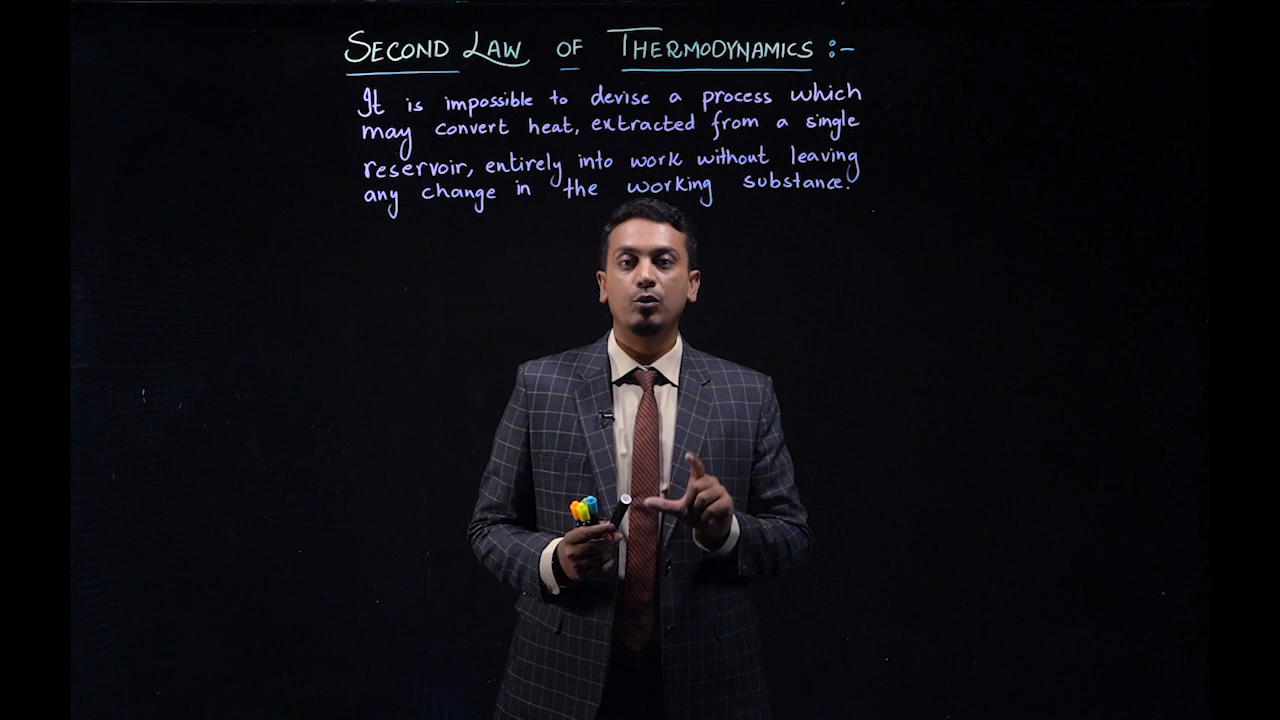 SECOND LAW OF THERMODYNAMICS :-
It is impossible to devise a process which
may convert heat, extracted from a single
reservoir, entirely into work without leaving
any change in the working substance.